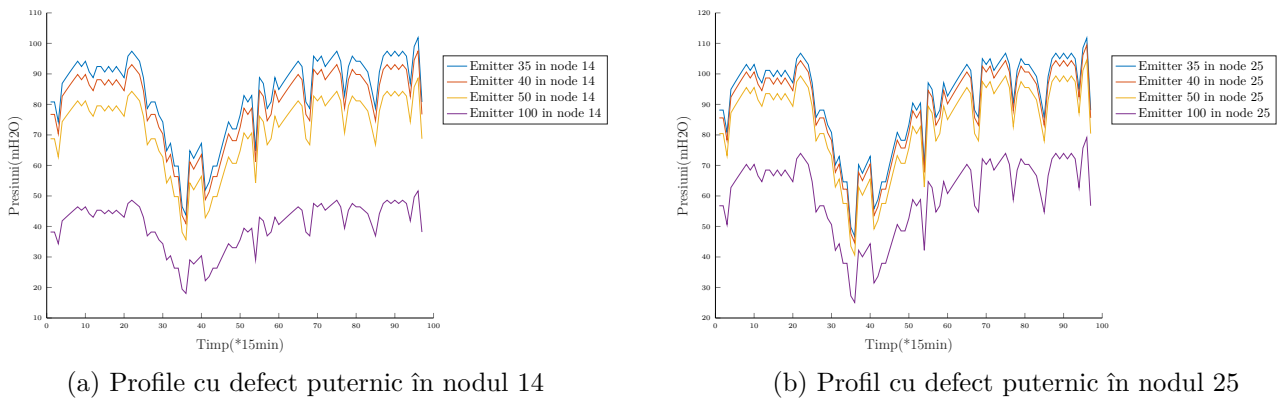 110
100
90
80
70
60
50
40
30
20
10
Presiuni(mH2O)
0 10 20 30 40 50 60 70 80 90 100
Timp(*15min)
Emitter 35 in node 14
Emitter 40 in node 14
Emitter 50 in node 14
Emitter 100 in node 14
(a) Profile cu defect puternic în nodul 14
120
110
100
90
80
70
60
50
40
30
20
Presiuni(mH2O)
0 10 20 30 40 50 60 70 80 90 100
Timp(*15min)
Emitter 35 in node 25
Emitter 40 in node 25
Emitter 50 in node 25
Emitter 100 in node 25
(b) Profil cu defect puternic în nodul 25